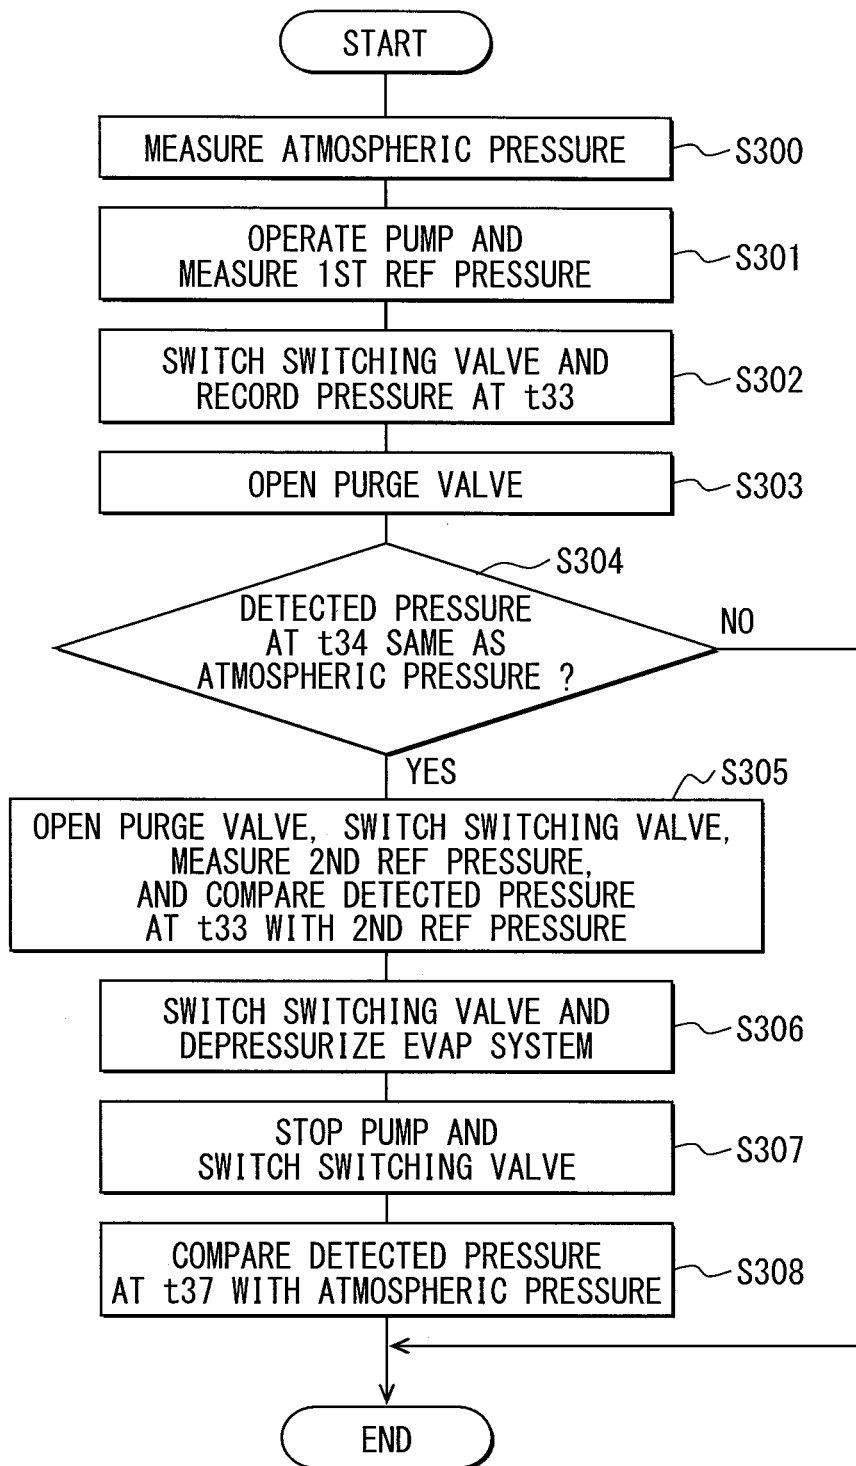 START
MEASURE ATMOSPHERIC PRESSURE
S300
OPERATE PUMP AND
MEASURE 1ST REF PRESSURE
S301
SWITCH SWITCHING VALVE AND
RECORD PRESSURE AT t33
S302
OPEN PURGE VALVE
S303
S304
DETECTED PRESSURE
AT t34 SAME AS
ATMOSPHERIC PRESSURE ?
NO
YES
S305
OPEN PURGE VALVE, SWITCH SWITCHING VALVE,
MEASURE 2ND REF PRESSURE,
AND COMPARE DETECTED PRESSURE
AT t33 WITH 2ND REF PRESSURE
SWITCH SWITCHING VALVE AND
DEPRESSURIZE EVAP SYSTEM
S306
STOP PUMP AND
SWITCH SWITCHING VALVE
S307
COMPARE DETECTED PRESSURE
AT t37 WITH ATMOSPHERIC PRESSURE
S308
END